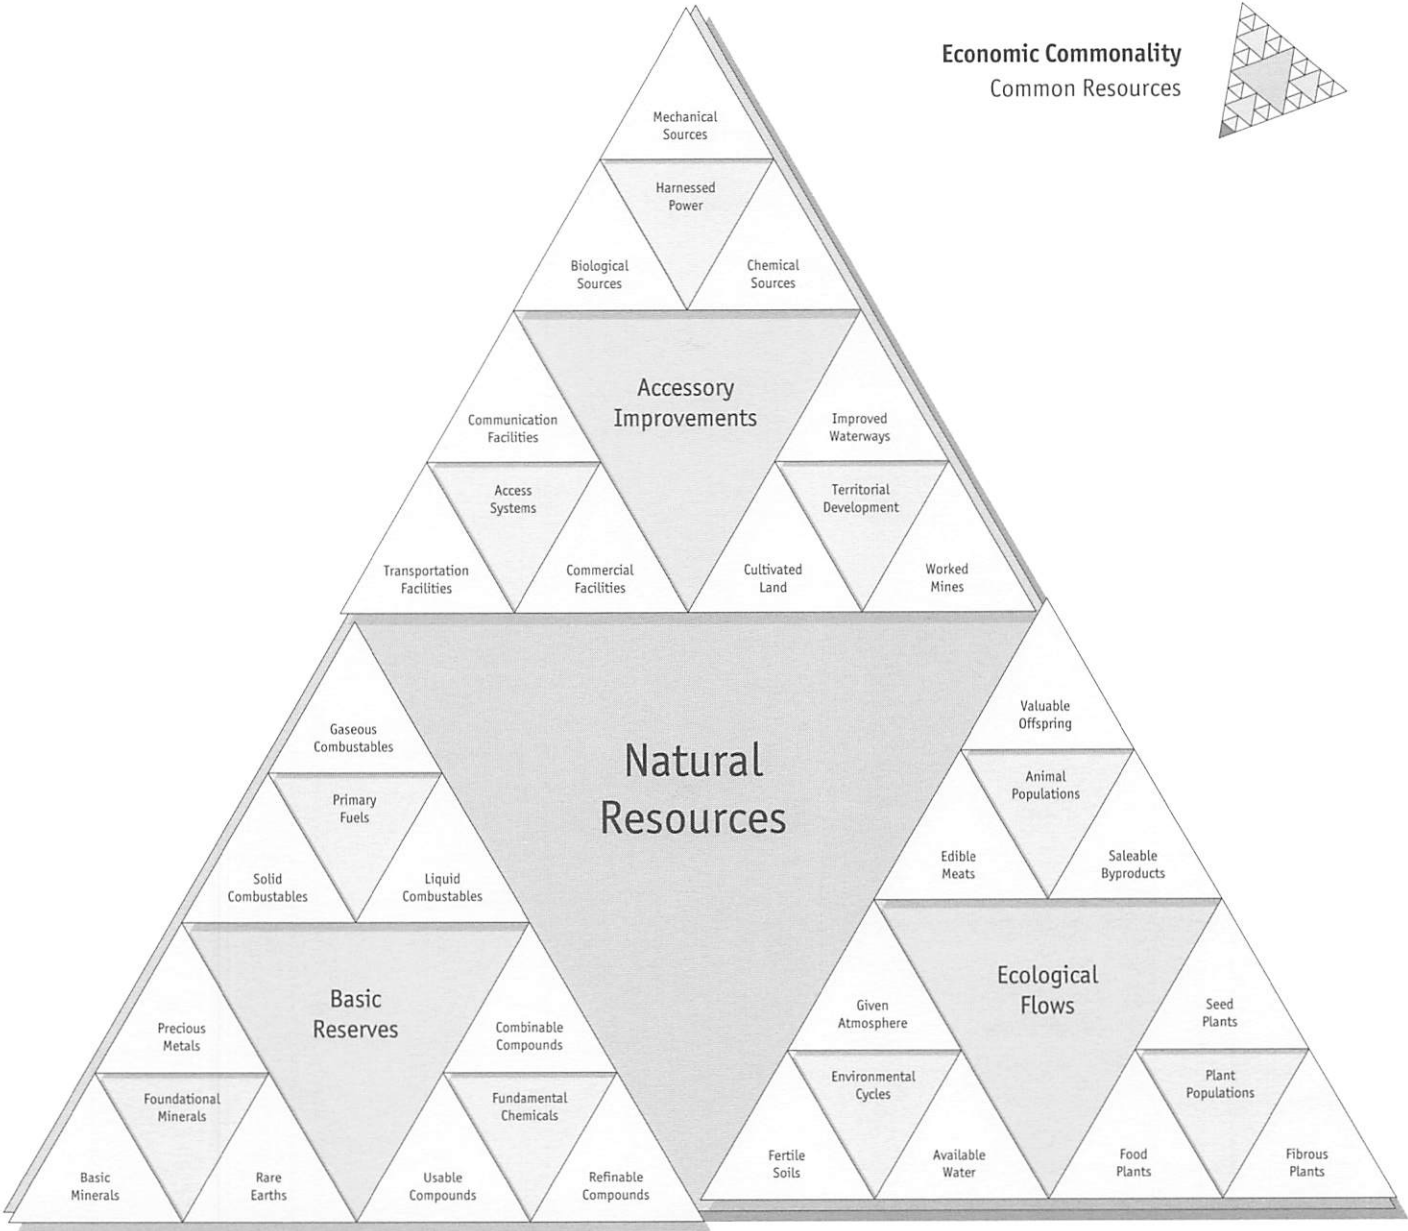 Economic Commonality
Common Resources
Mechanical
Sources
Harnessed
Power
Biological
Sources
Chemical
Sources
Accessory
Improvements
Communication
Facilities
Access
Systems
Transportation
Facilities
Commercial
Facilities
Improved
Waterways
Territorial
Development
Cultivated
Land
Worked
Mines
Natural
Resources
Gaseous
Combustables
Primary
Fuels
Solid
Combustables
Liquid
Combustables
Basic
Reserves
Precious
Metals
Foundational
Minerals
Basic
Minerals
Rare
Earths
Combinable
Compounds
Fundamental
Chemicals
Usable
Compounds
Refinable
Compounds
Valuable
Offspring
Animal
Populations
Edible
Meats
Saleable
Byproducts
Ecological
Flows
Given
Atmosphere
Environmental
Cycles
Fertile
Soils
Available
Water
Seed
Plants
Plant
Populations
Food
Plants
Fibrous
Plants